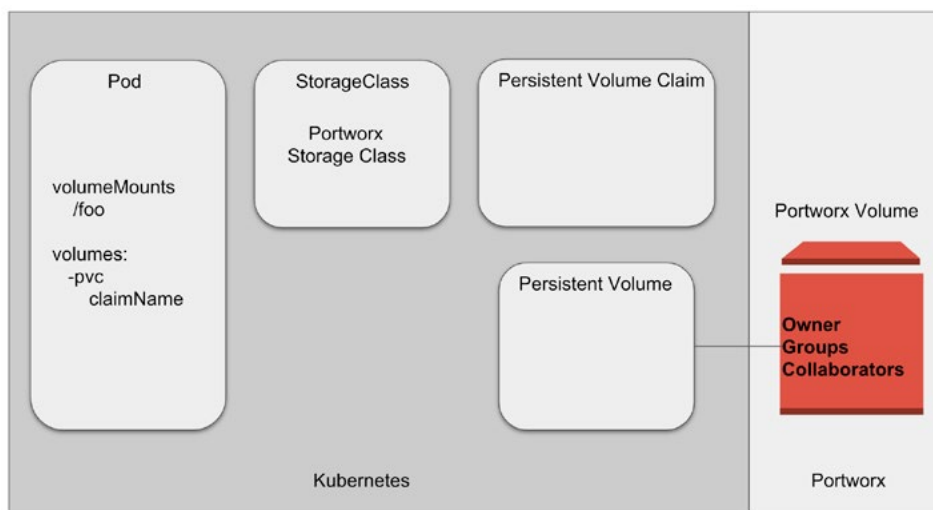 Pod
volumeMounts
/foo
volumes:
-pvc
claimName
StorageClass
Portworx
Storage Class
Persistent Volume Claim
Persistent Volume
Kubernetes
Portworx Volume
Owner
Groups
Collaborators
Portworx